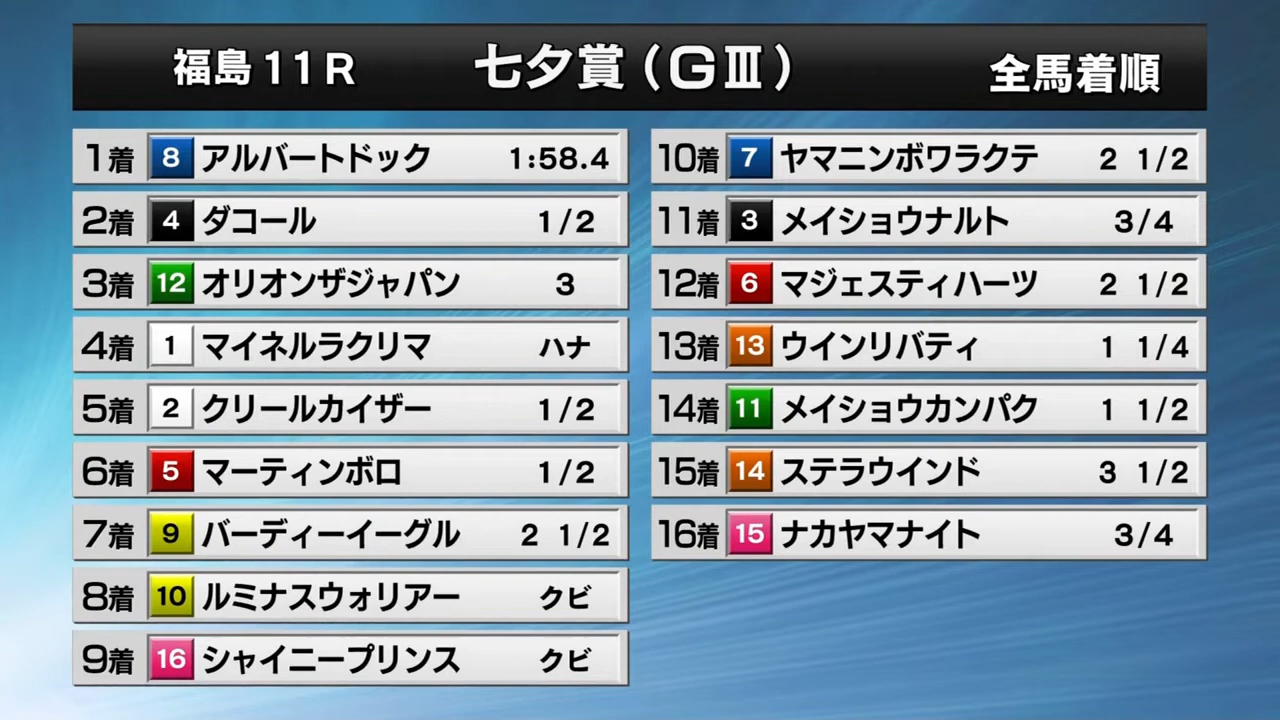 福島11R 七夕賞(GⅢ) 全馬着順
1着 8 アルバートドック 1:58.4
2着 4 ダコール 1/2
3着 12 オリオンザジャパン 3
4着 1 マイネルラクリマ ハナ
5着 2 クリールカイザー 1/2
6着 5 マーティンボロ 1/2
7着 9 バーディーイーグル 2 1/2
8着 10 ルミナスウォリアー クビ
9着 16 シャイニープリンス クビ
10着 7 ヤマニンボワラクテ 2 1/2
11着 3 メイショウナルト 3/4
12着 6 マジェスティハーツ 2 1/2
13着 13 ウインリバティ 1 1/4
14着 11 メイショウカンパク 1 1/2
15着 14 ステラウインド 3 1/2
16着 15 ナカヤマナイト 3/4